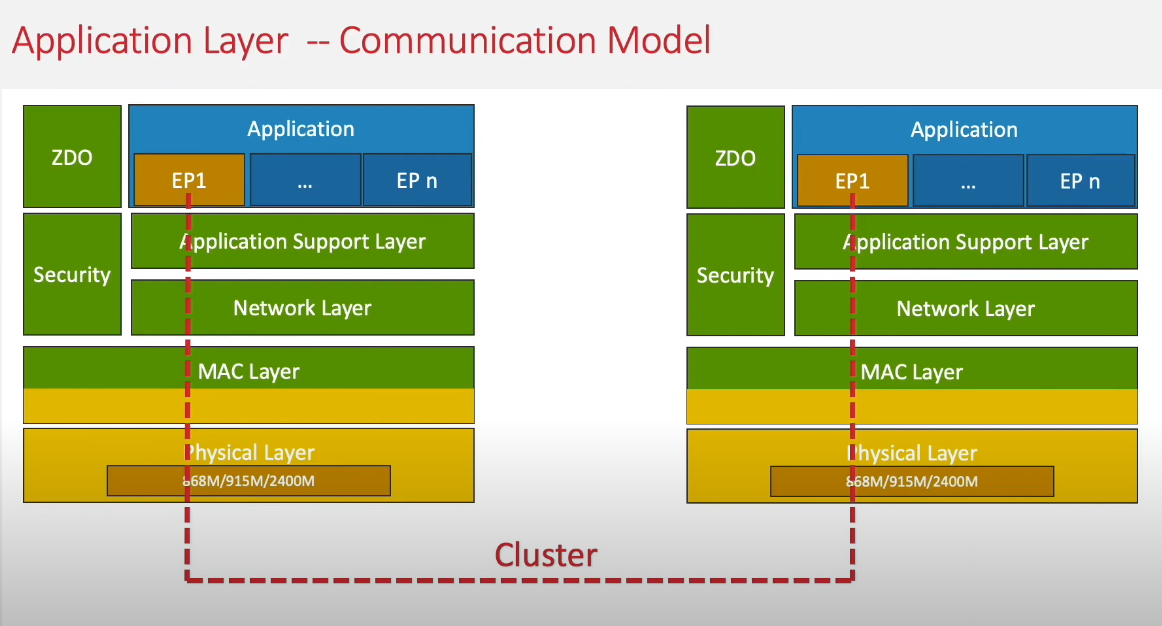 Application Layer -- Communication Model
ZDO
Application
EP1
...
EP n
Security
Application Support Layer
Network Layer
MAC Layer
Physical Layer
868M/915M/2400M
ZDO
Application
EP1
...
EP n
Security
Application Support Layer
Network Layer
MAC Layer
Physical Layer
868M/915M/2400M
Cluster